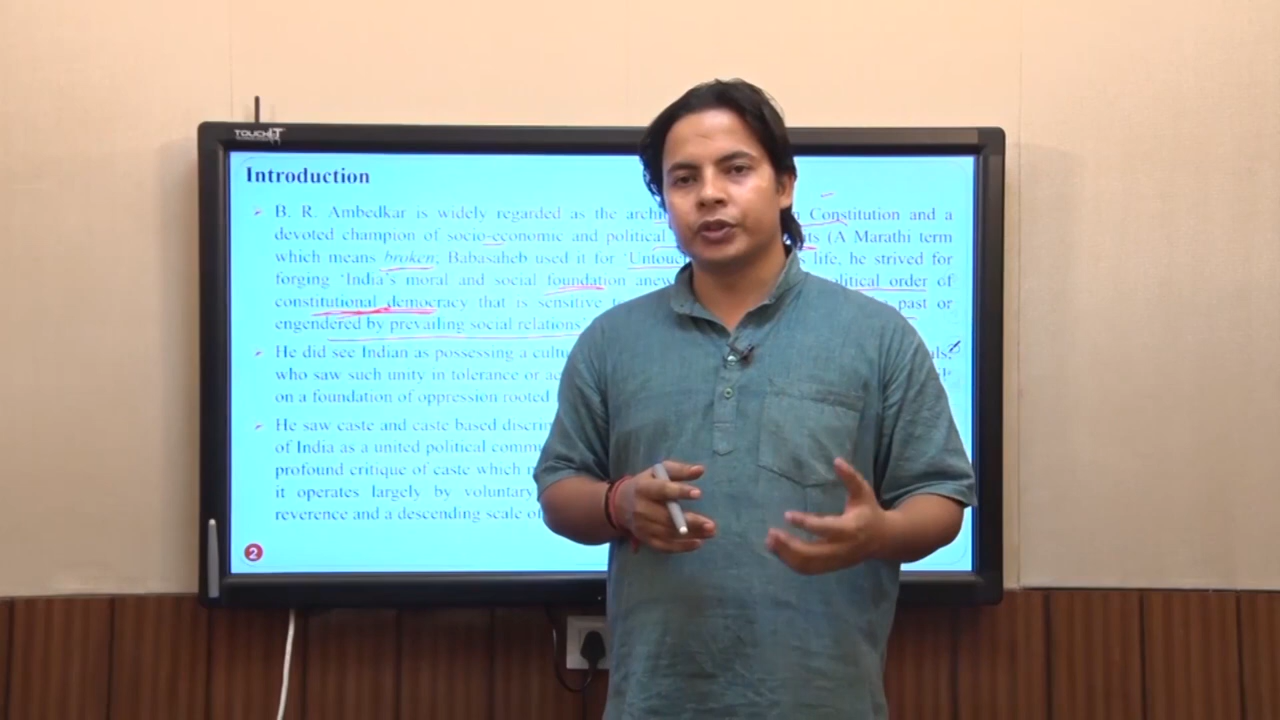 TOUCHIT
Introduction
B. R. Ambedkar is widely regarded as the archi Constitution and a
devoted champion of socio-economic and political ts (A Marathi term
which means broken; Babasaheb used it for 'Untouc s life, he strived for
forging 'India's moral and social foundation anew olitical order of
constitutional democracy that is sensitive t past or
engendered by prevailing social relations'
He did see Indian as possessing a cultu
who saw such unity in tolerance or ac
on a foundation of oppression rooted
He saw caste and caste based discrim
of India as a united political commu
profound critique of caste which
it operates largely by voluntary
reverence and a descending scale of
2